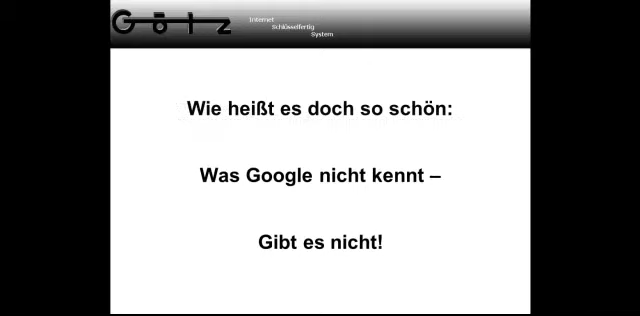 Götz
Internet
Schlüsselfertig
System
Wie heißt es doch so schön:
Was Google nicht kennt –
Gibt es nicht!